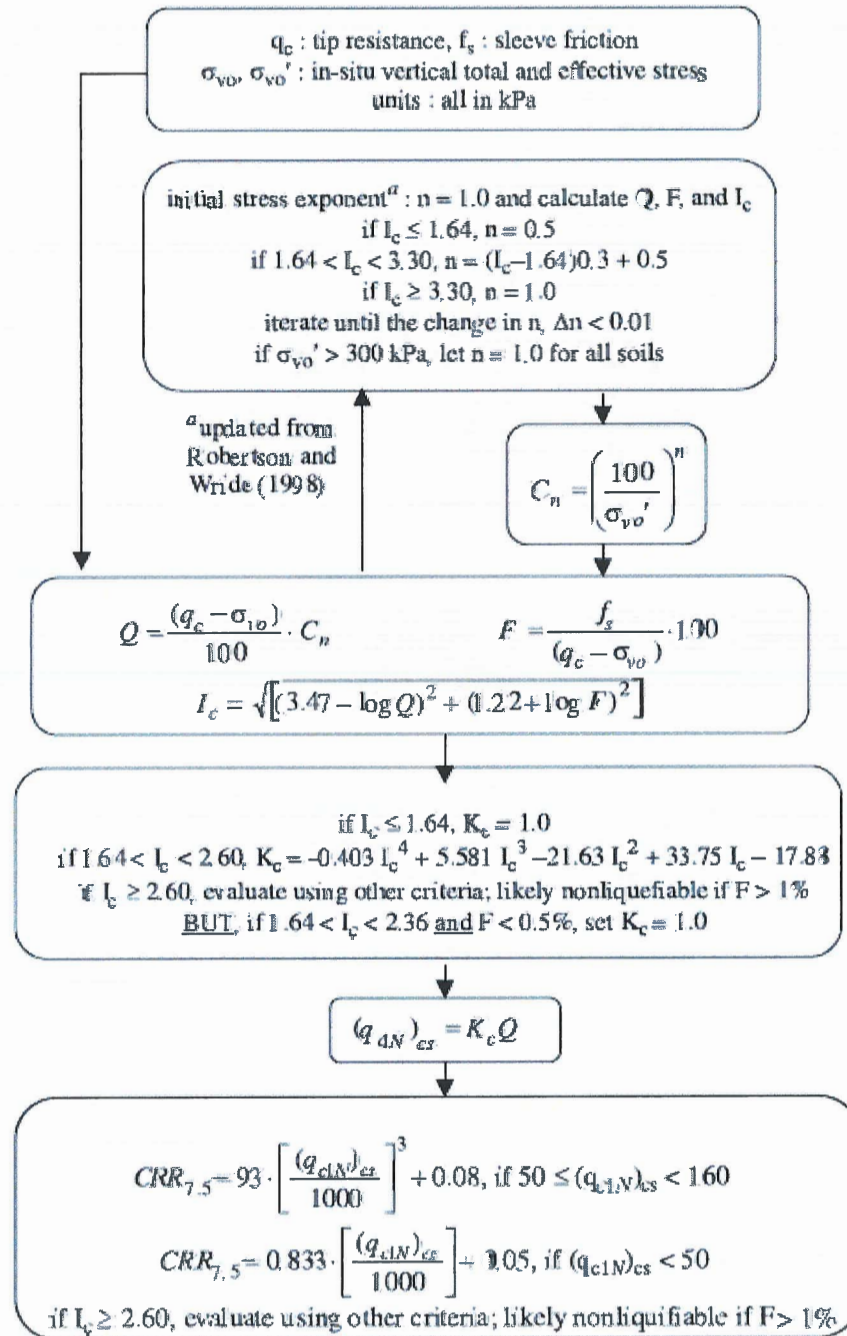 q_c : tip resistance, f_s : sleeve friction
σ_vo, σ_vo' : in-situ vertical total and effective stress
units : all in kPa
initial stress exponent^a : n = 1.0 and calculate Q, F, and I_c
if I_c ≤ 1.64, n = 0.5
if 1.64 < I_c < 3.30, n = (I_c–1.64)0.3 + 0.5
if I_c ≥ 3.30, n = 1.0
iterate until the change in n, Δn < 0.01
if σ_vo' > 300 kPa, let n = 1.0 for all soils
^a updated from
Robertson and
Wride (1998)
C_n = (100 / σ_vo')^n
Q = (q_c – σ_vo) / 100 · C_n
F = f_s / (q_c – σ_vo) · 100
I_c = √[(3.47 – log Q)^2 + (1.22 + log F)^2]
if I_c ≤ 1.64, K_c = 1.0
if 1.64 < I_c < 2.60, K_c = -0.403 I_c^4 + 5.581 I_c^3 –21.63 I_c^2 + 33.75 I_c – 17.88
if I_c ≥ 2.60, evaluate using other criteria; likely nonliquefiable if F > 1%
BUT, if 1.64 < I_c < 2.36 and F < 0.5%, set K_c = 1.0
(q_c1N)_cs = K_c Q
CRR_7.5 = 93 · [(q_c1N)_cs / 1000]^3 + 0.08, if 50 ≤ (q_c1N)_cs < 160
CRR_7.5 = 0.833 · [(q_c1N)_cs / 1000] + 0.05, if (q_c1N)_cs < 50
if I_c ≥ 2.60, evaluate using other criteria; likely nonliquifiable if F > 1%